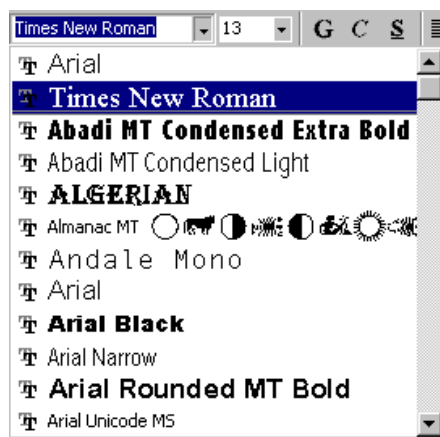 Times New Roman 13 G C S
Arial
Times New Roman
Abadi MT Condensed Extra Bold
Abadi MT Condensed Light
ALGERIAN
Almanac MT
Andale Mono
Arial
Arial Black
Arial Narrow
Arial Rounded MT Bold
Arial Unicode MS